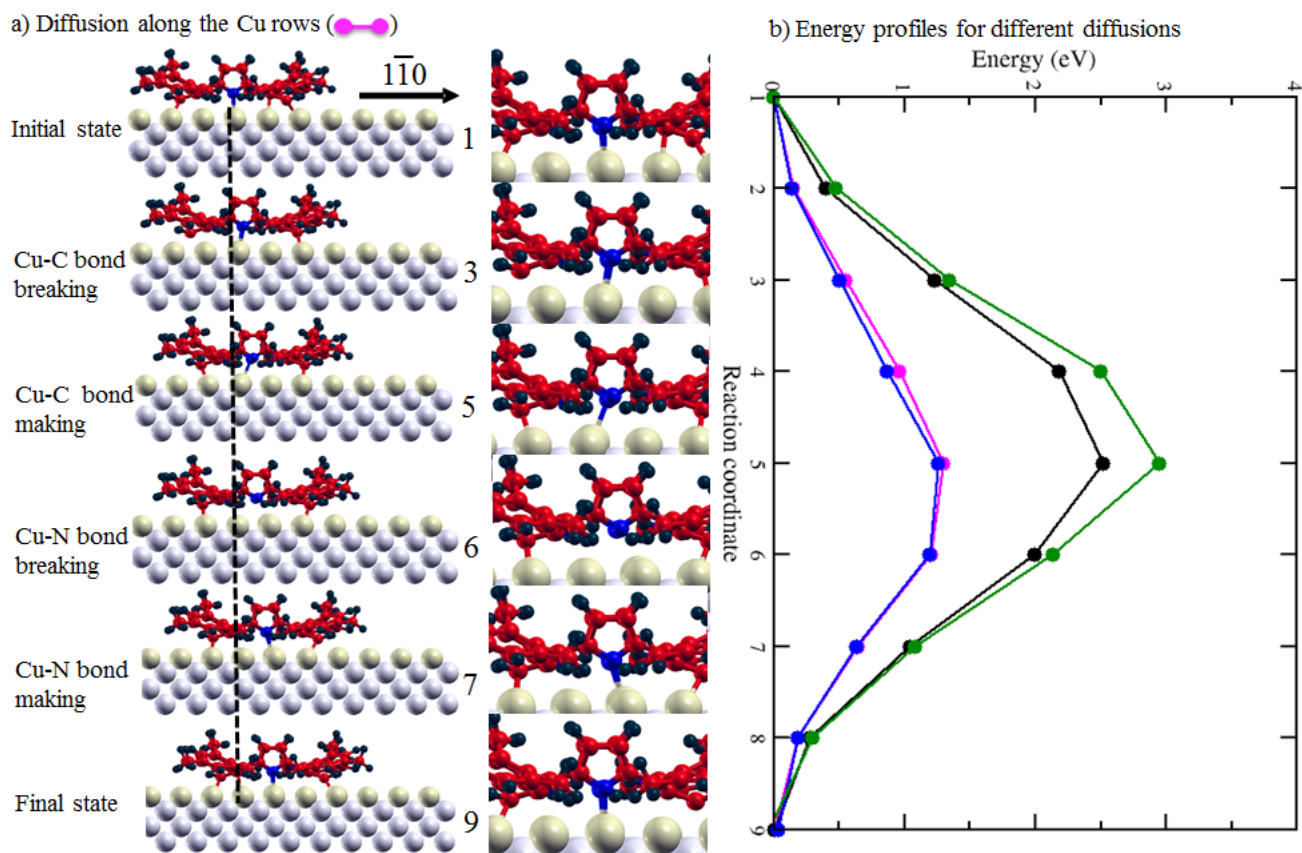 a) Diffusion along the Cu rows ( )
11̅0
Initial state
1
Cu-C bond
breaking
3
Cu-C bond
making
5
Cu-N bond
breaking
6
Cu-N bond
making
7
Final state
9
b) Energy profiles for different diffusions
Energy (eV)
0 1 2 3 4
1
2
3
4
5
6
7
8
9
Reaction coordinate